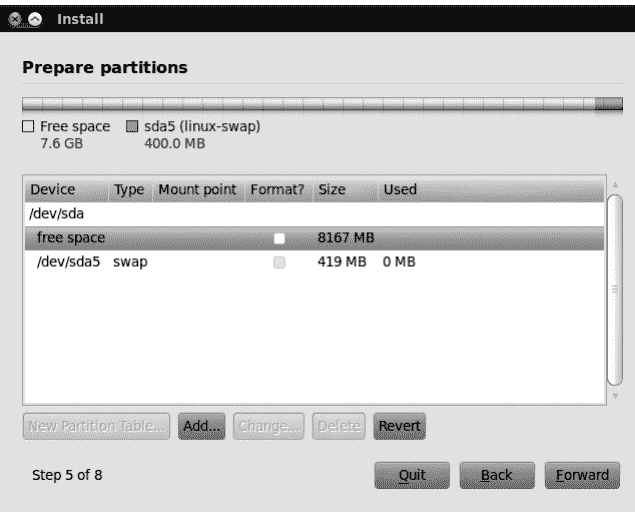 Install
Prepare partitions
Free space sda5 (linux-swap)
7.6 GB 400.0 MB
Device Type Mount point Format? Size Used
/dev/sda
free space 8167 MB
/dev/sda5 swap 419 MB 0 MB
New Partition Table... Add... Change... Delete Revert
Step 5 of 8 Quit Back Forward